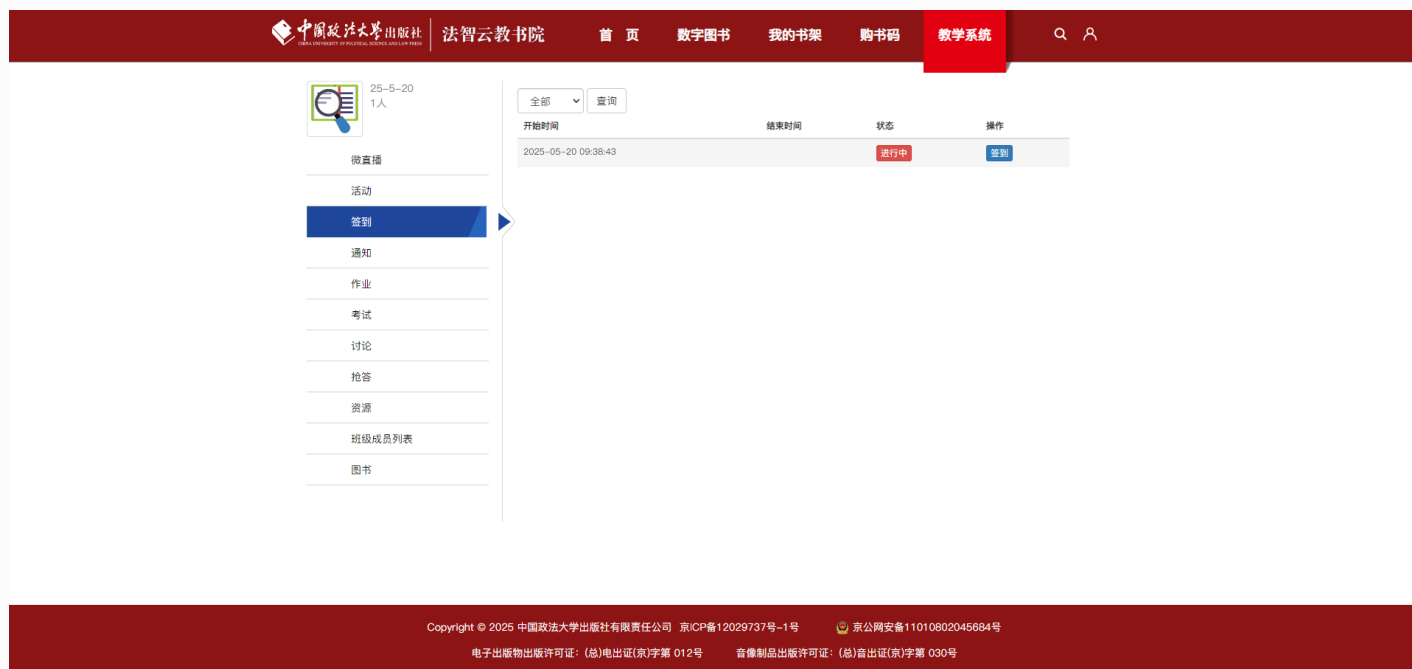 中国政法大学出版社 法智云教书院 首 页 数字图书 我的书架 购书码 教学系统
CHINA UNIVERSITY OF POLITICAL SCIENCE AND LAW PRESS
25-5-20
1人
全部 查询
开始时间 结束时间 状态 操作
2025-05-20 09:38:43 进行中 签到
微直播
活动
签到
通知
作业
考试
讨论
抢答
资源
班级成员列表
图书
Copyright © 2025 中国政法大学出版社有限责任公司 京ICP备12029737号-1号 京公网安备11010802045684号
电子出版物出版许可证：(总)电出证(京)字第 012号 音像制品出版许可证：(总)音出证(京)字第 030号